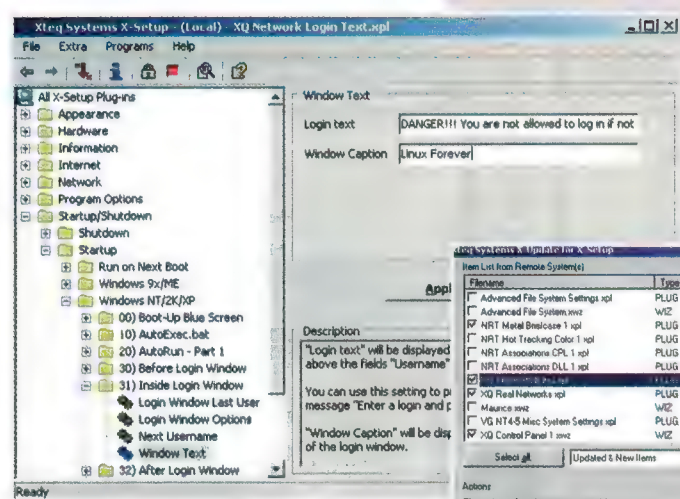 Xteq Systems X-Setup - (Local) - XQ Network Login Text.xpl
File Extra Programs Help
All X-Setup Plug-ins
Appearance
Hardware
Information
Internet
Network
Program Options
Startup/Shutdown
Shutdown
Startup
Run on Next Boot
Windows 9x/ME
Windows NT/2K/XP
00) Boot-Up Blue Screen
10) AutoExec.bat
20) AutoRun - Part 1
30) Before Login Window
31) Inside Login Window
Login Window Last User
Login Window Options
Next Username
Window Text
32) After Login Window
Ready
Window Text
Login text DANGER!!! You are not allowed to log in if not
Window Caption Linux Forever
Appl
Description
"Login text" will be displayed
above the fields "Username"
You can use this setting to p
message "Enter a login and p
"Window Caption" will be disp
of the login window.
Xteq Systems X-Update for X-Setup
Item List from Remote System(s)
Filename Type
Advanced File System Settings.xpl PLUG
Advanced File System.xwz WIZ
NRT Metal Briefcase 1.xpl PLUG
NRT Hot Tracking Color 1.xpl PLUG
NRT Associations CPL 1.xpl PLUG
NRT Associations DLL 1.xpl PLUG
XQ Real Networks.xpl PLUG
Maurice.xwz WIZ
VG NT4-5 Misc System Settings.xpl PLUG
XQ Control Panel 1.xwz WIZ
Select all Updated & New Items
Actions